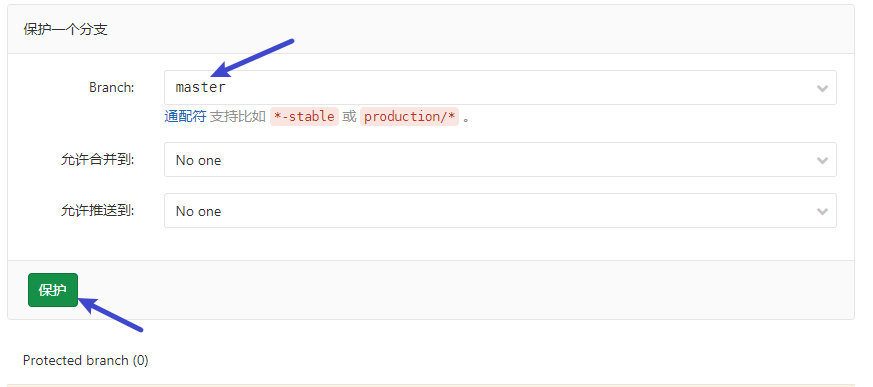 保护一个分支
Branch: master
通配符 支持比如 *-stable 或 production/* 。
允许合并到: No one
允许推送到: No one
保护
Protected branch (0)